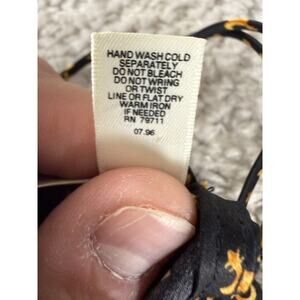 HAND WASH COLD
SEPARATELY
DO NOT BLEACH
DO NOT WRING
OR TWIST
LINE OR FLAT DRY
WARM IRON
IF NEEDED
RN 79711
07.96